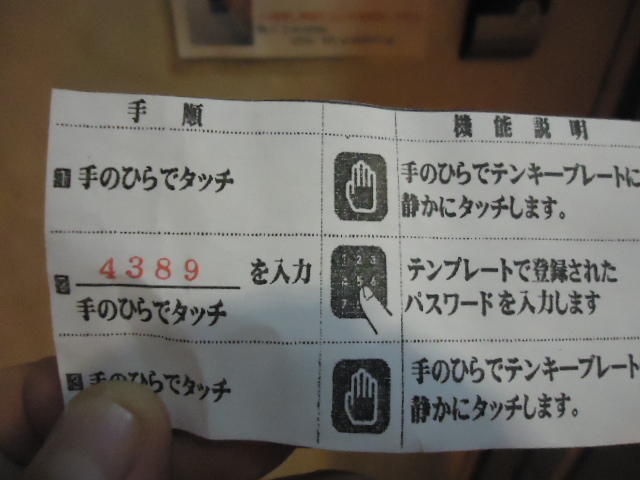 手順 機能説明
1 手のひらでタッチ
手のひらでテンキープレートに
静かにタッチします。
2 4389 を入力
手のひらでタッチ
テンプレートで登録された
パスワードを入力します
3 手のひらでタッチ
手のひらでテンキープレート
静かにタッチします。